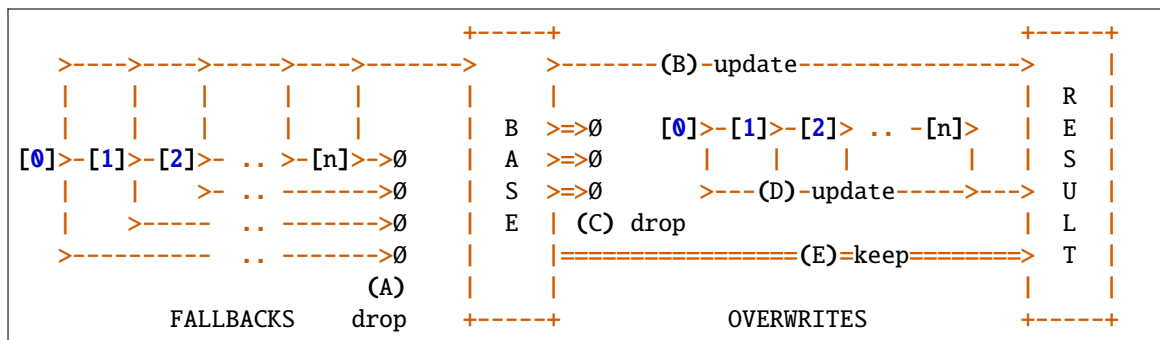 +-----+                                       +-----+
    >----->----->------>----->------->      >-------(B)-update----------------->      |
    |     |     |      |     |        |     |                                       |  R  |
    |     |     |      |     |        |  B  >=>Ø     [0]>-[1]>-[2]> .. -[n]>        |  E  |
[0]>-[1]>-[2]>- .. >-[n]>->Ø          |  A  >=>Ø        |    |    |         |       |  S  |
              >- .. ------->Ø         |  S  >=>Ø        >---(D)-update----->--->  U  |
    |     >-----  .. ------->Ø        |  E  | (C) drop                              |  L  |
    >----------  .. ------->Ø         |     |=================(E)=keep========>  T  |
                         (A)          |     |                                       |     |
          FALLBACKS     drop          +-----+            OVERWRITES                 +-----+